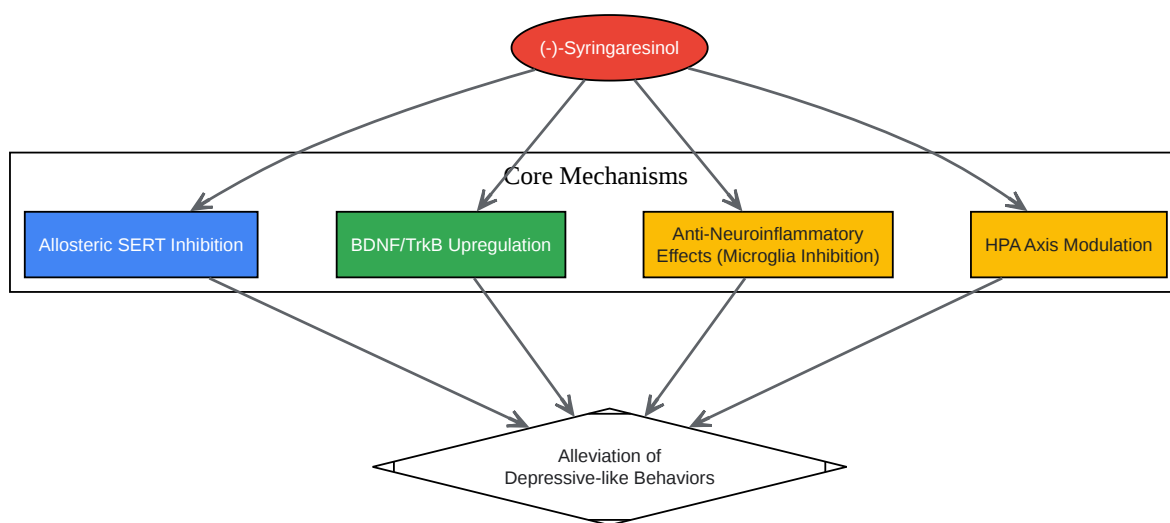 (-)-Syringaresinol
Core Mechanisms
Allosteric SERT Inhibition
BDNF/TrkB Upregulation
Anti-Neuroinflammatory
Effects (Microglia Inhibition)
HPA Axis Modulation
Alleviation of
Depressive-like Behaviors